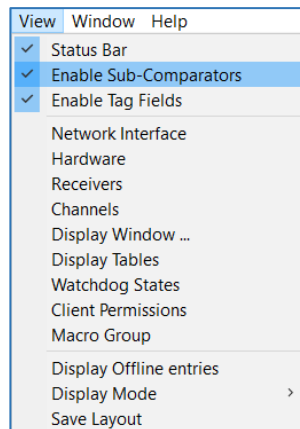 View Window Help
Status Bar
Enable Sub-Comparators
Enable Tag Fields
Network Interface
Hardware
Receivers
Channels
Display Window ...
Display Tables
Watchdog States
Client Permissions
Macro Group
Display Offline entries
Display Mode
Save Layout